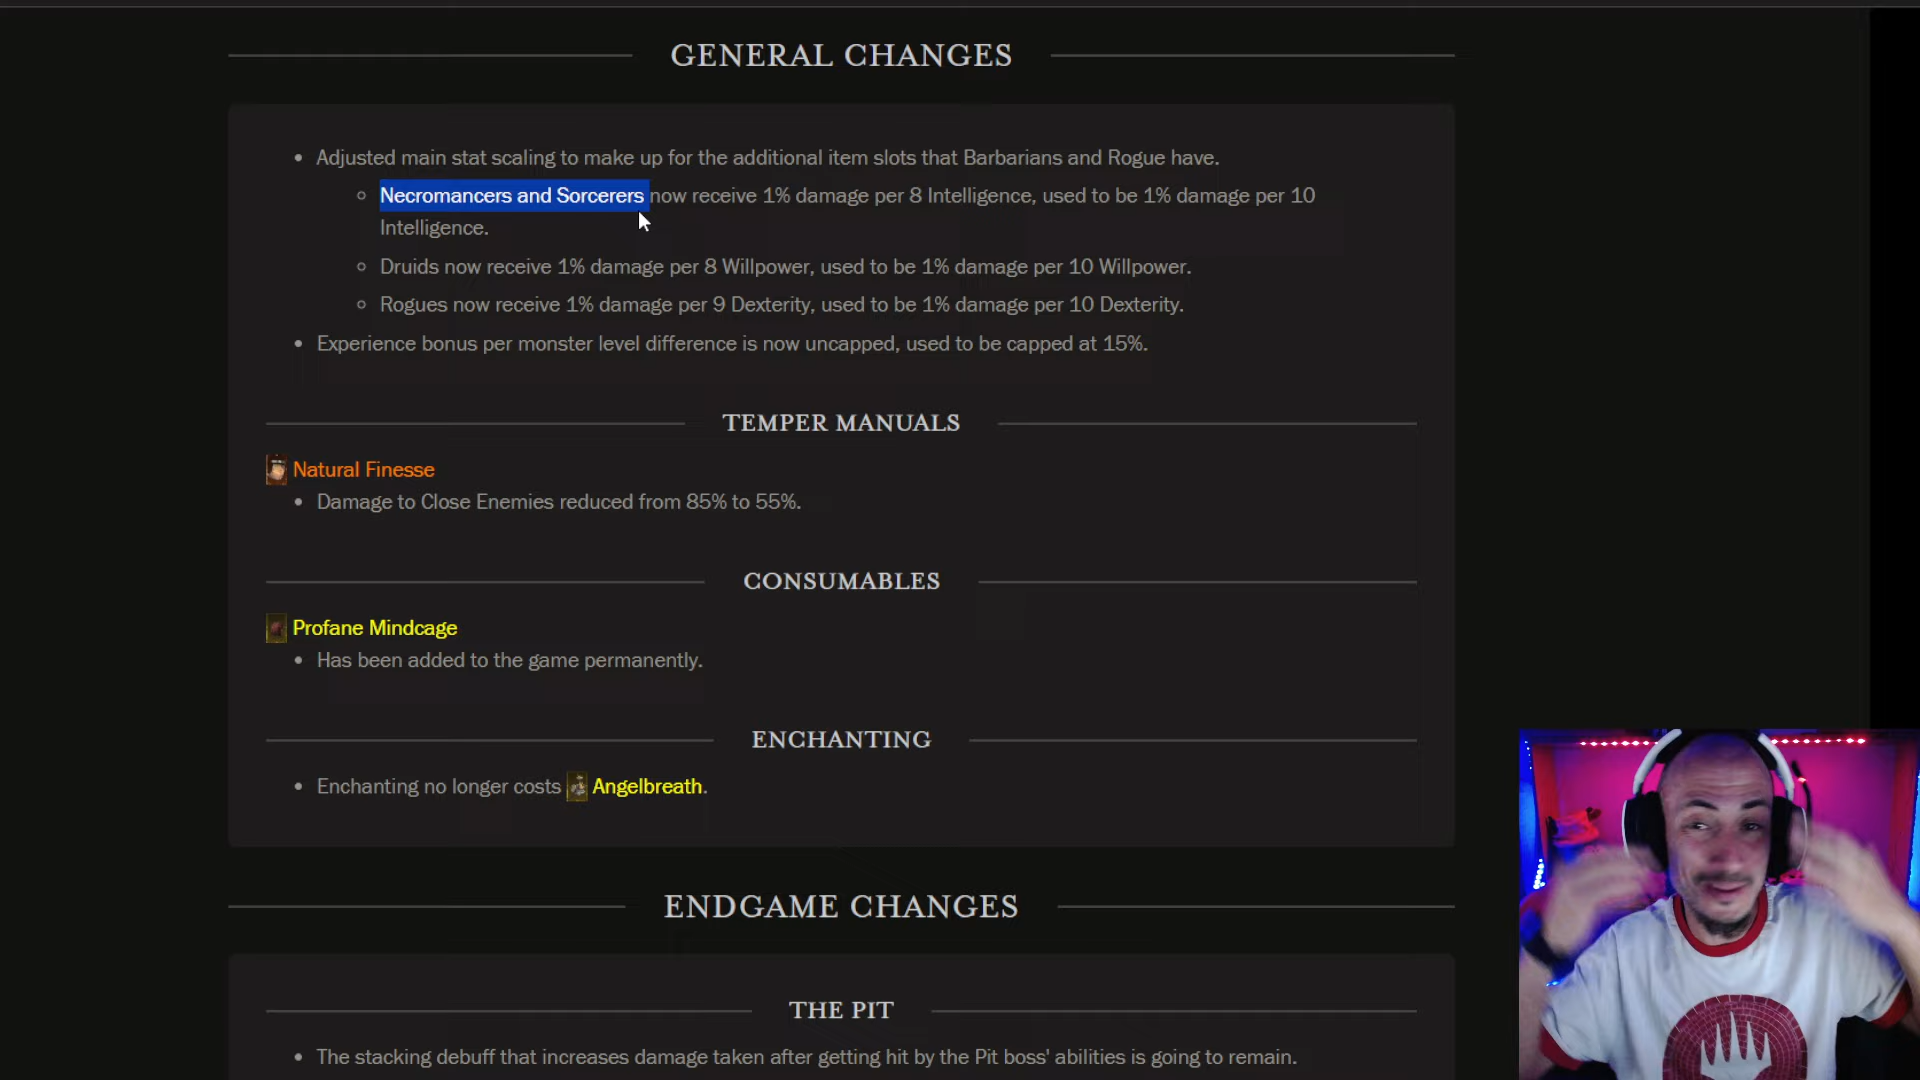 GENERAL CHANGES
Adjusted main stat scaling to make up for the additional item slots that Barbarians and Rogue have.
Necromancers and Sorcerers now receive 1% damage per 8 Intelligence, used to be 1% damage per 10
Intelligence.
Druids now receive 1% damage per 8 Willpower, used to be 1% damage per 10 Willpower.
Rogues now receive 1% damage per 9 Dexterity, used to be 1% damage per 10 Dexterity.
Experience bonus per monster level difference is now uncapped, used to be capped at 15%.
TEMPER MANUALS
Natural Finesse
Damage to Close Enemies reduced from 85% to 55%.
CONSUMABLES
Profane Mindcage
Has been added to the game permanently.
ENCHANTING
Enchanting no longer costs Angelbreath.
ENDGAME CHANGES
THE PIT
The stacking debuff that increases damage taken after getting hit by the Pit boss' abilities is going to remain.